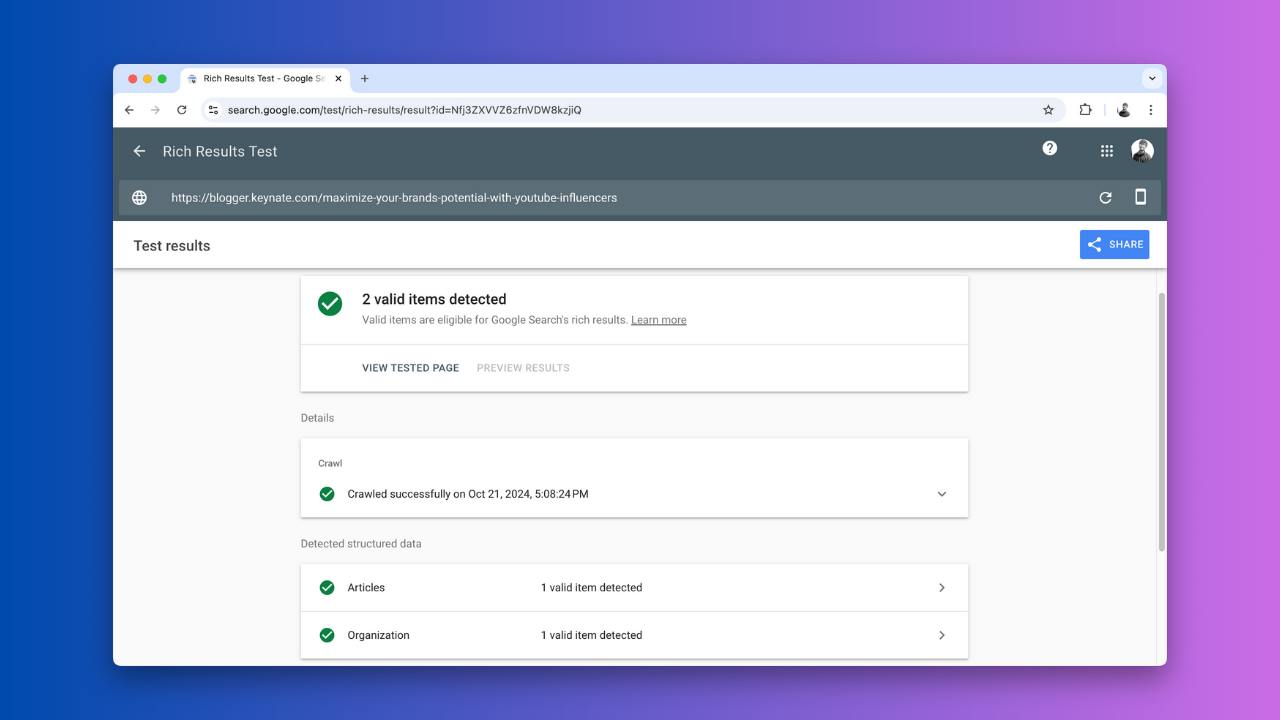 Rich Results Test - Google Se
search.google.com/test/rich-results/result?id=Nfj3ZXVVZ6zfnVDW8kzjiQ
Rich Results Test
https://blogger.keynate.com/maximize-your-brands-potential-with-youtube-influencers
Test results
SHARE
2 valid items detected
Valid items are eligible for Google Search's rich results. Learn more
VIEW TESTED PAGE PREVIEW RESULTS
Details
Crawl
Crawled successfully on Oct 21, 2024, 5:08:24 PM
Detected structured data
Articles 1 valid item detected
Organization 1 valid item detected